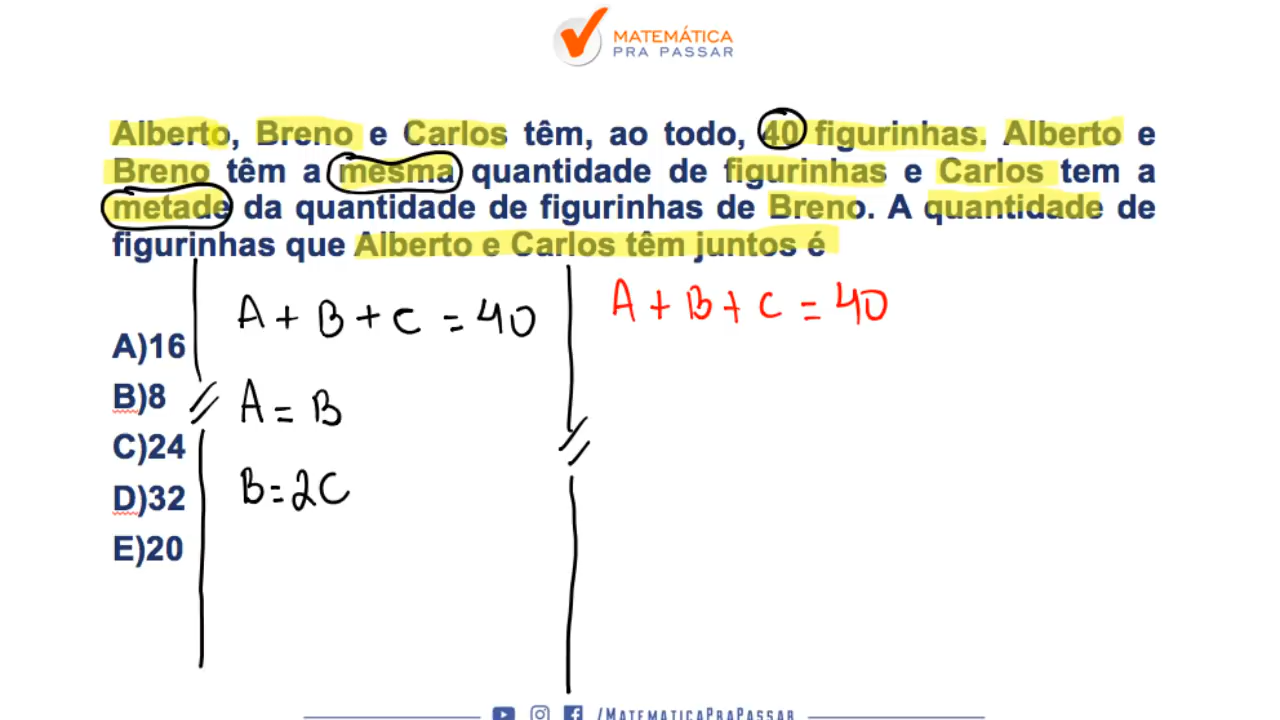 MATEMÁTICA
PRA PASSAR
Alberto, Breno e Carlos têm, ao todo, 40 figurinhas. Alberto e
Breno têm a mesma quantidade de figurinhas e Carlos tem a
metade da quantidade de figurinhas de Breno. A quantidade de
figurinhas que Alberto e Carlos têm juntos é
A)16
B)8
C)24
D)32
E)20
A + B + C = 40
A = B
B = 2C
A + B + C = 40
/MATEMATICAPRAPASSAR